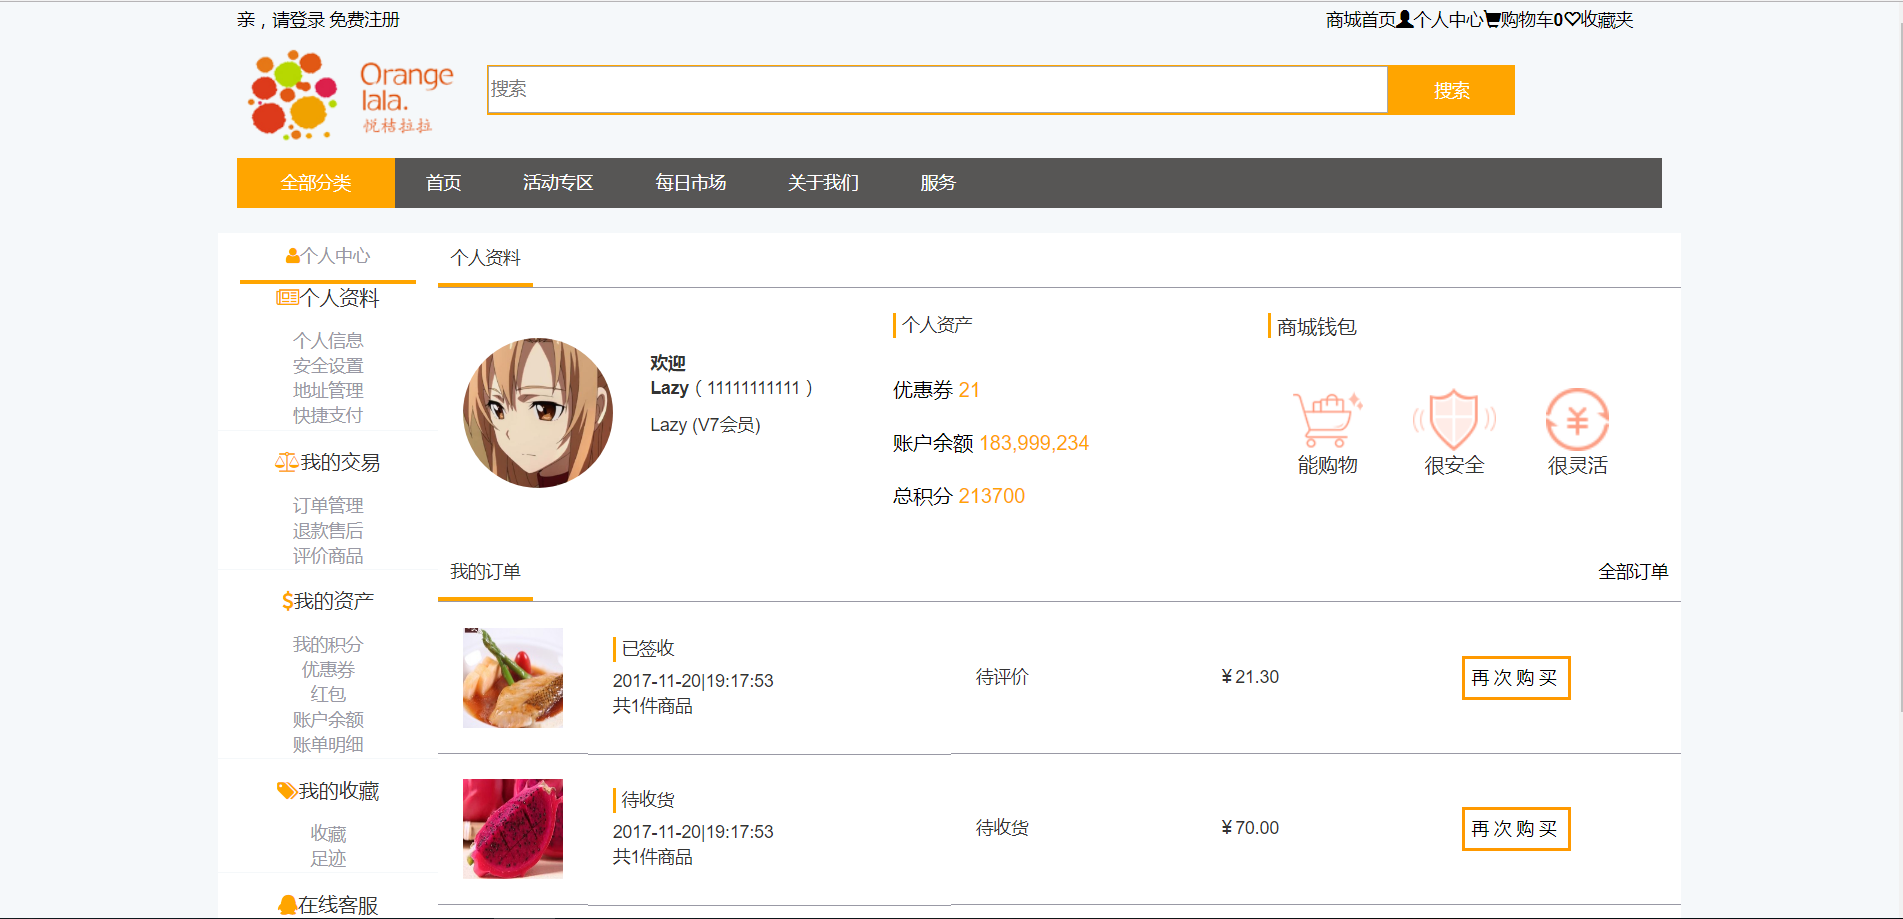 亲，请登录 免费注册
商城首页个人中心购物车0收藏夹
Orange
lala.
悦桔拉拉
搜索
搜索
全部分类 首页 活动专区 每日市场 关于我们 服务
个人中心
个人资料
个人信息
安全设置
地址管理
快捷支付
我的交易
订单管理
退款售后
评价商品
我的资产
我的积分
优惠券
红包
账户余额
账单明细
我的收藏
收藏
足迹
在线客服
个人资料
欢迎
Lazy（11111111111）
Lazy (V7会员)
个人资产
优惠券 21
账户余额 183,999,234
总积分 213700
商城钱包
能购物 很安全 很灵活
我的订单 全部订单
已签收
2017-11-20|19:17:53
共1件商品
待评价
¥21.30
再次购买
待收货
2017-11-20|19:17:53
共1件商品
待收货
¥70.00
再次购买